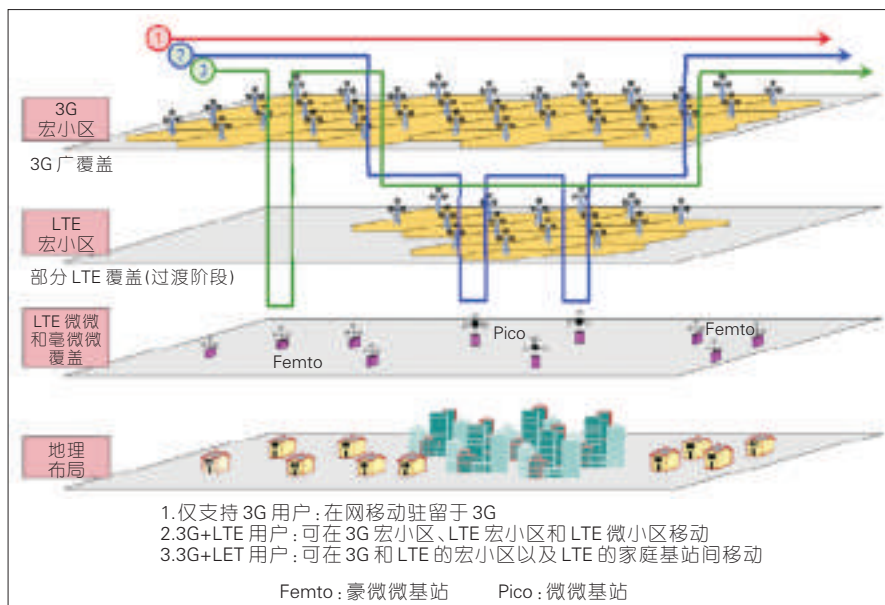 1
2
3
3G
宏小区
3G 广覆盖
LTE
宏小区
部分 LTE 覆盖(过渡阶段)
LTE 微微
和毫微微
覆盖
Femto
Pico
Femto
地理
布局
1.仅支持 3G 用户:在网移动驻留于 3G
2.3G+LTE 用户:可在 3G 宏小区、LTE 宏小区和 LTE 微小区移动
3.3G+LET 用户:可在 3G 和 LTE 的宏小区以及 LTE 的家庭基站间移动
Femto:豪微微基站 Pico:微微基站